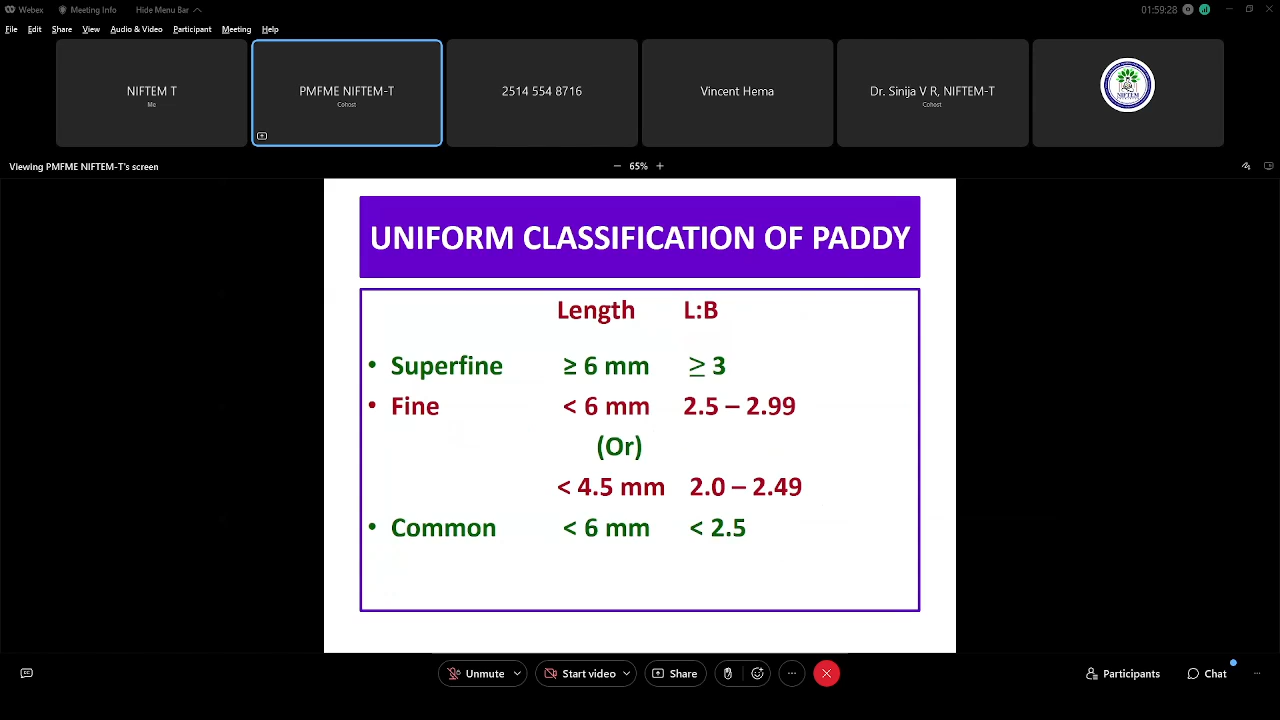 Webex Meeting Info Hide Menu Bar 01:59:28
File Edit Share View Audio & Video Participant Meeting Help
NIFTEM T
Me
PMFME NIFTEM-T
Cohost
2514 554 8716
Vincent Hema
Dr. Sinija V R, NIFTEM-T
Cohost
NIFTEM
Viewing PMFME NIFTEM-T's screen
− 65% +
UNIFORM CLASSIFICATION OF PADDY
Length L:B
• Superfine ≥ 6 mm ≥ 3
• Fine < 6 mm 2.5 – 2.99
(Or)
< 4.5 mm 2.0 – 2.49
• Common < 6 mm < 2.5
Unmute Start video Share Participants Chat